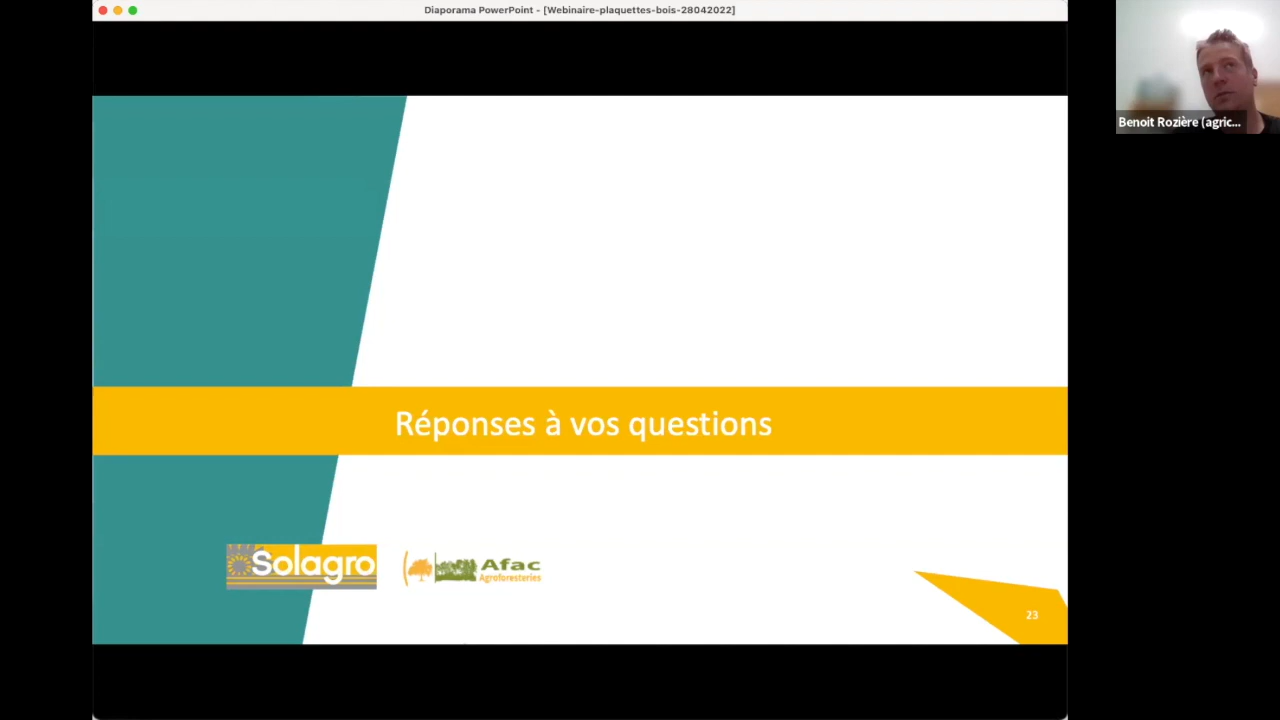 Diaporama PowerPoint - [Webinaire-plaquettes-bois-28042022]
Benoit Rozière (agric...
Réponses à vos questions
Solagro
Afac
Agroforesteries
23